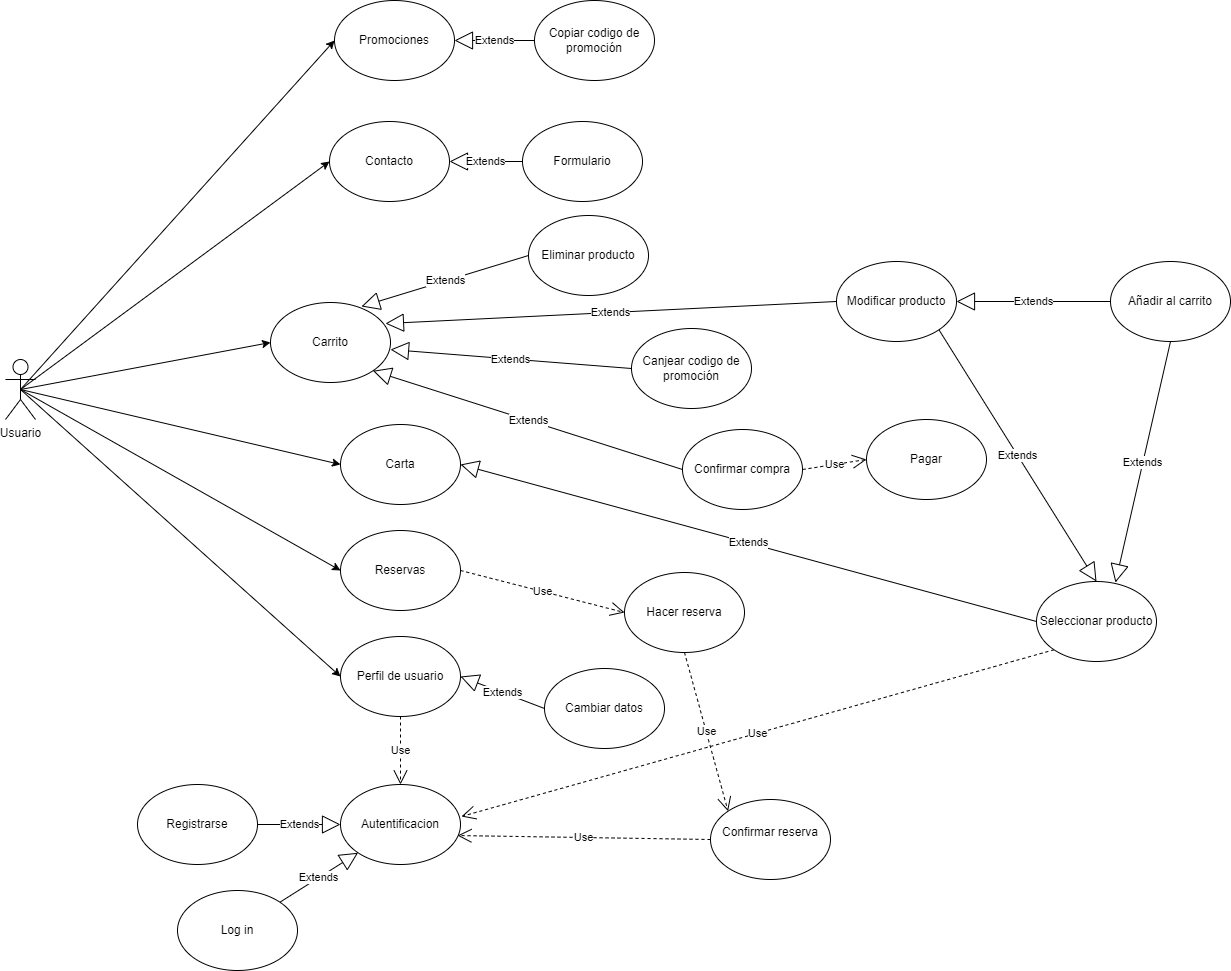 Promociones
Extends
Copiar codigo de
promoción
Contacto
Extends
Formulario
Eliminar producto
Extends
Modificar producto
Extends
Añadir al carrito
Extends
Carrito
Extends
Canjear codigo de
promoción
Usuario
Extends
Carta
Confirmar compra
Use
Pagar
Extends
Extends
Extends
Reservas
Use
Hacer reserva
Seleccionar producto
Perfil de usuario
Extends
Cambiar datos
Use
Use
Use
Registrarse
Extends
Autentificacion
Use
Confirmar reserva
Extends
Log in